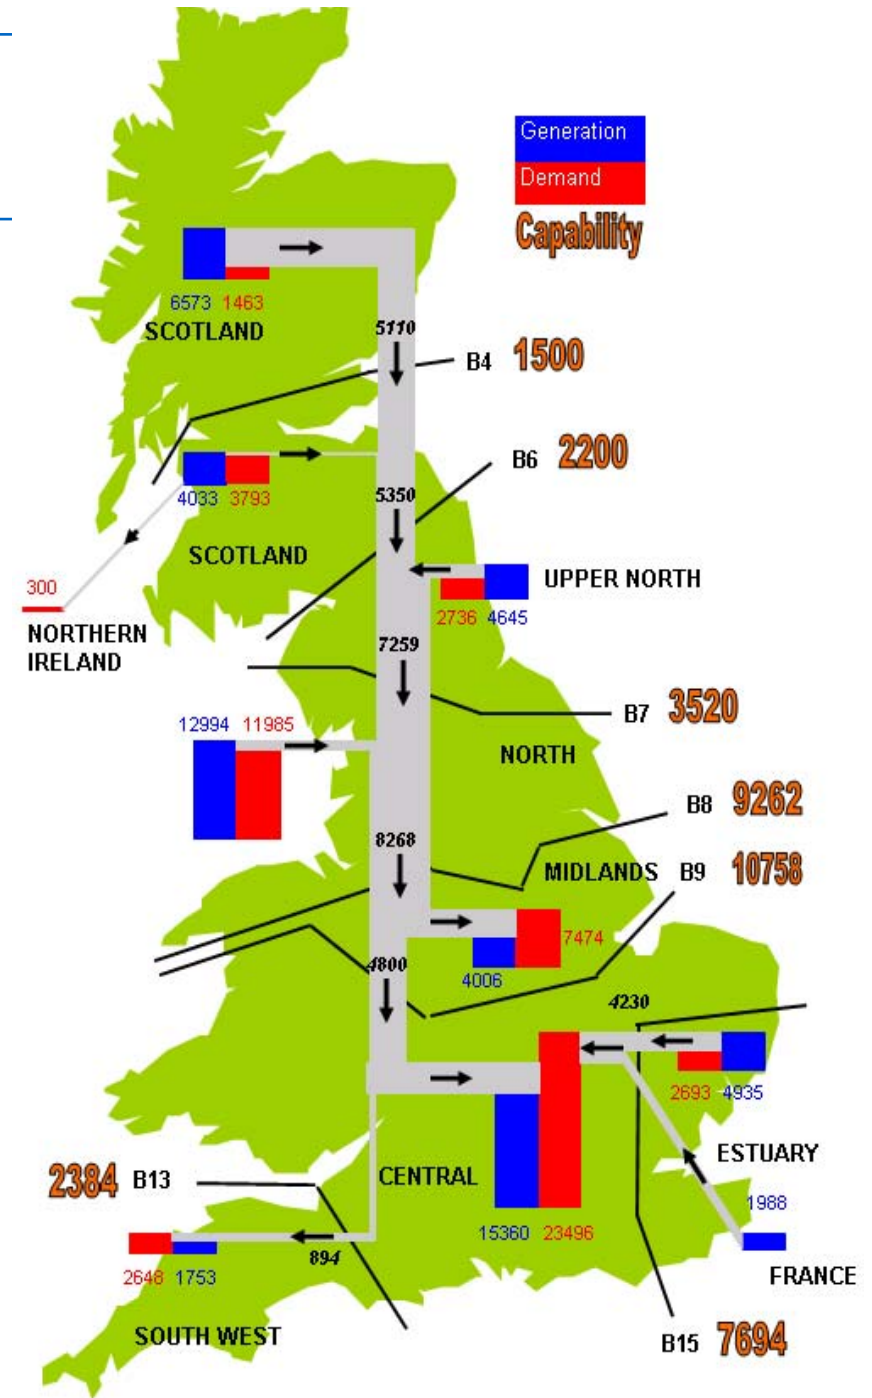 Generation
Demand
Capability
6573 1463
SCOTLAND
5110
B4 1500
B6 2200
4033 3793
5350
SCOTLAND
300
NORTHERN
IRELAND
UPPER NORTH
2736 4645
7259
B7 3520
12994 11985
NORTH
B8 9262
8268
MIDLANDS B9 10758
7474
4006
4800
4230
2693 4935
ESTUARY
2384 B13
CENTRAL
1988
15360 23496
894
2648 1753
FRANCE
SOUTH WEST
B15 7694